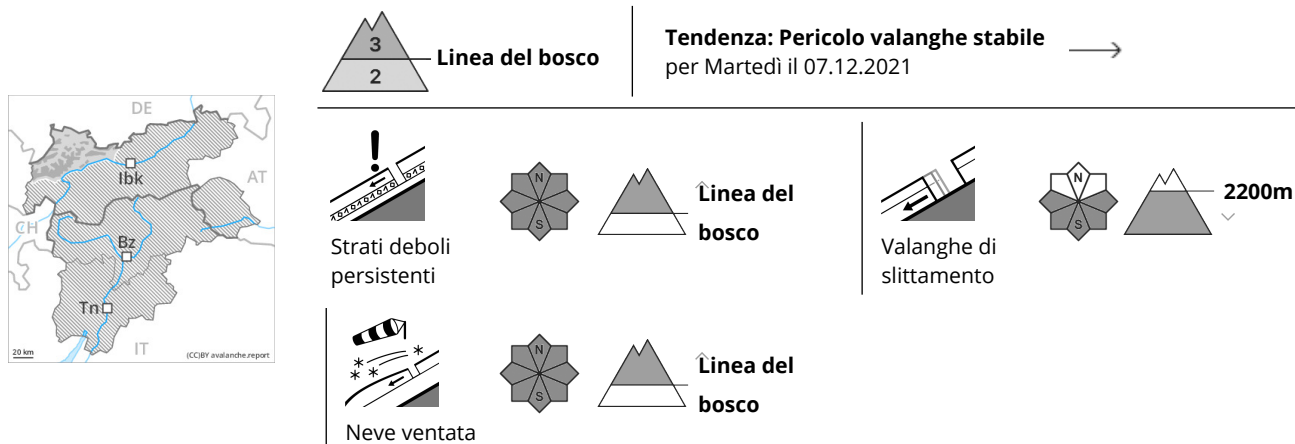 3
2
Linea del bosco
Tendenza: Pericolo valanghe stabile
per Martedì il 07.12.2021
DE
AT
CH
IT
Ibk
Bz
Tn
20 km
(CC)BY avalanche.report
Strati deboli
persistenti
N
S
Linea del
bosco
Valanghe di
slittamento
N
S
2200m
Neve ventata
N
S
Linea del
bosco